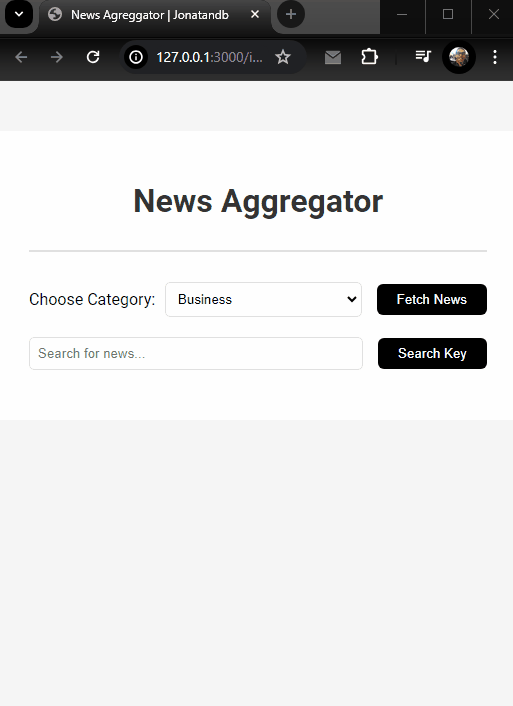 News Agreggator | Jonatandb
127.0.0.1:3000/i...
News Aggregator
Choose Category: Business Fetch News
Search for news... Search Key